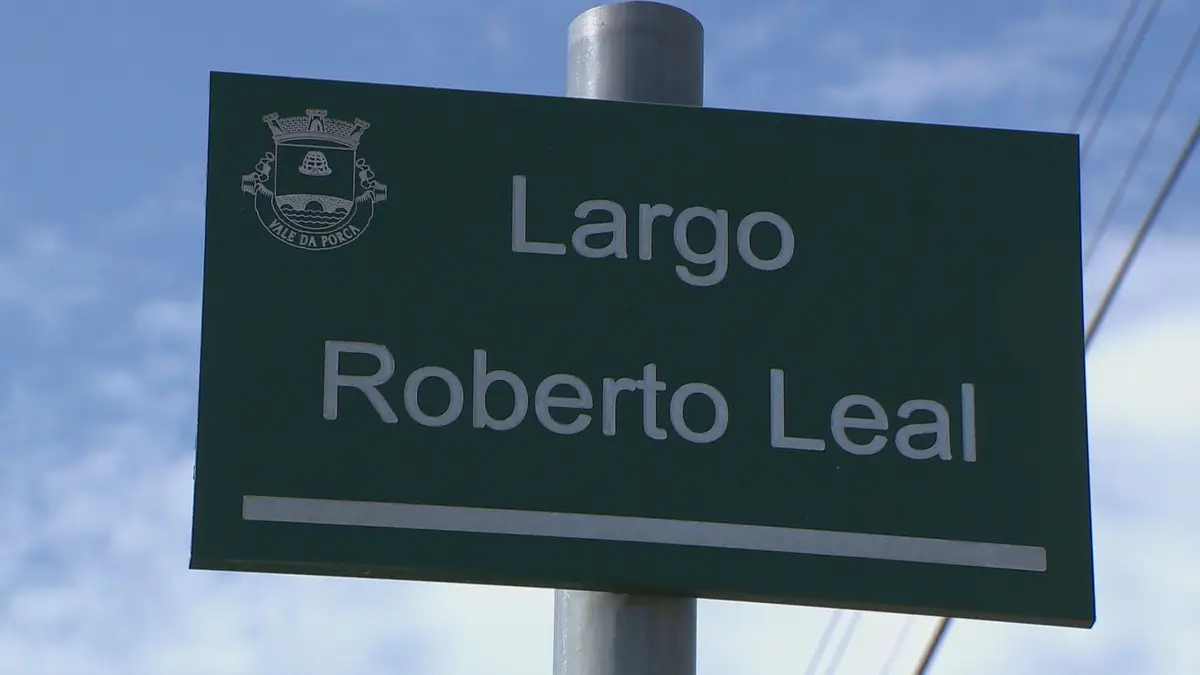 VALE DA PORCA
Largo
Roberto Leal